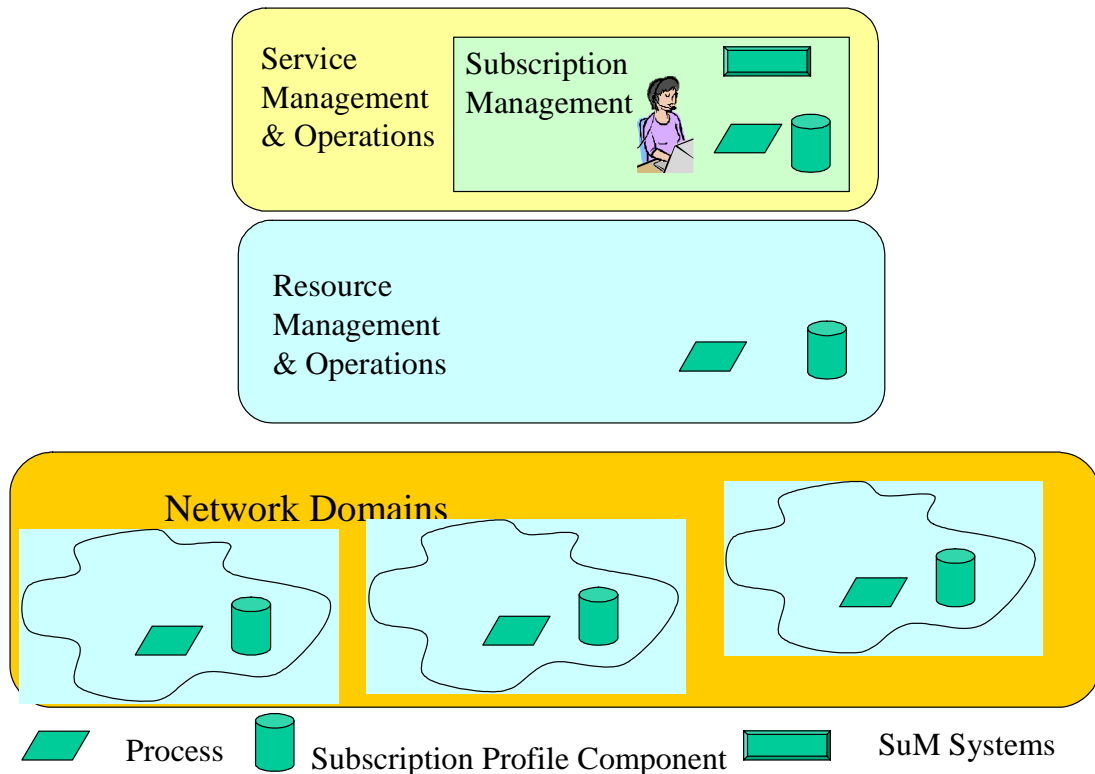 Service
Management
& Operations
Subscription
Management
Resource
Management
& Operations
Network Domains
Process
Subscription Profile Component
SuM Systems